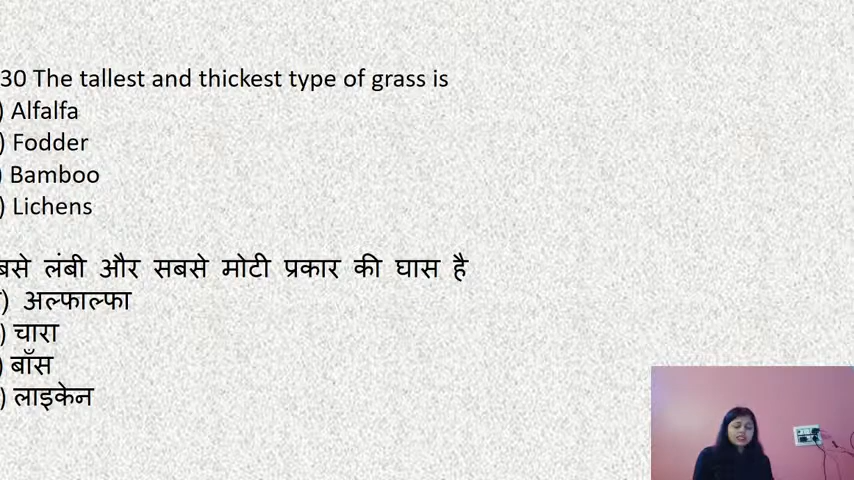 30 The tallest and thickest type of grass is
) Alfalfa
) Fodder
) Bamboo
) Lichens
बसे लंबी और सबसे मोटी प्रकार की घास है
) अल्फाल्फा
) चारा
) बाँस
) लाइकेन